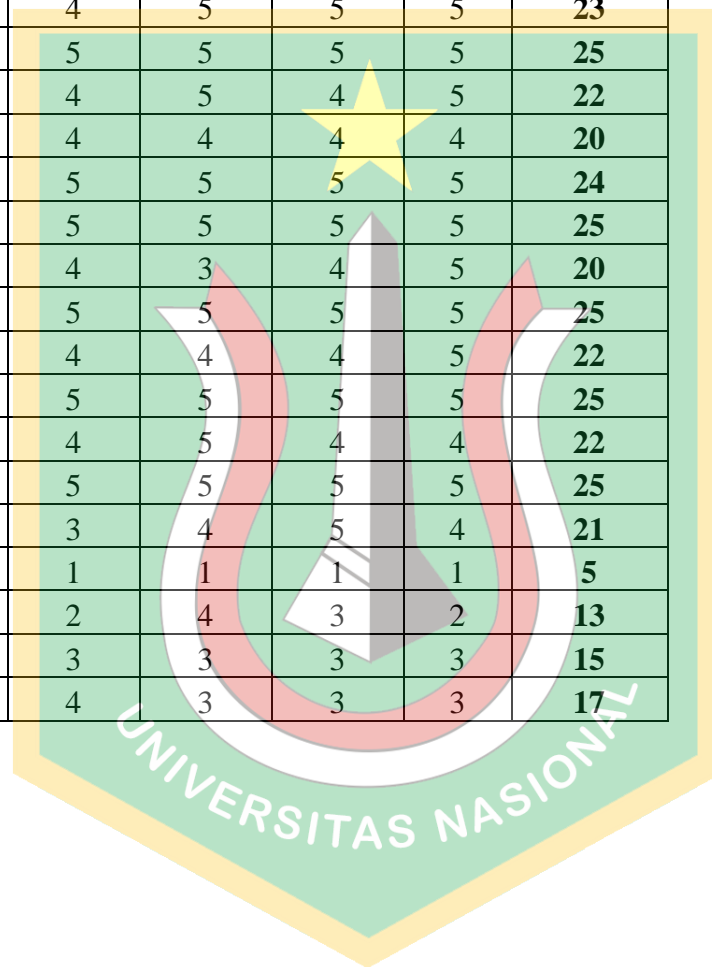 4 5 5 5 23
5 5 5 5 25
4 5 4 5 22
4 4 4 4 20
5 5 5 5 24
5 5 5 5 25
4 3 4 5 20
5 5 5 5 25
4 4 4 5 22
5 5 5 5 25
4 5 4 4 22
5 5 5 5 25
3 4 5 4 21
1 1 1 1 5
2 4 3 2 13
3 3 3 3 15
4 3 3 3 17
UNIVERSITAS NASIONAL